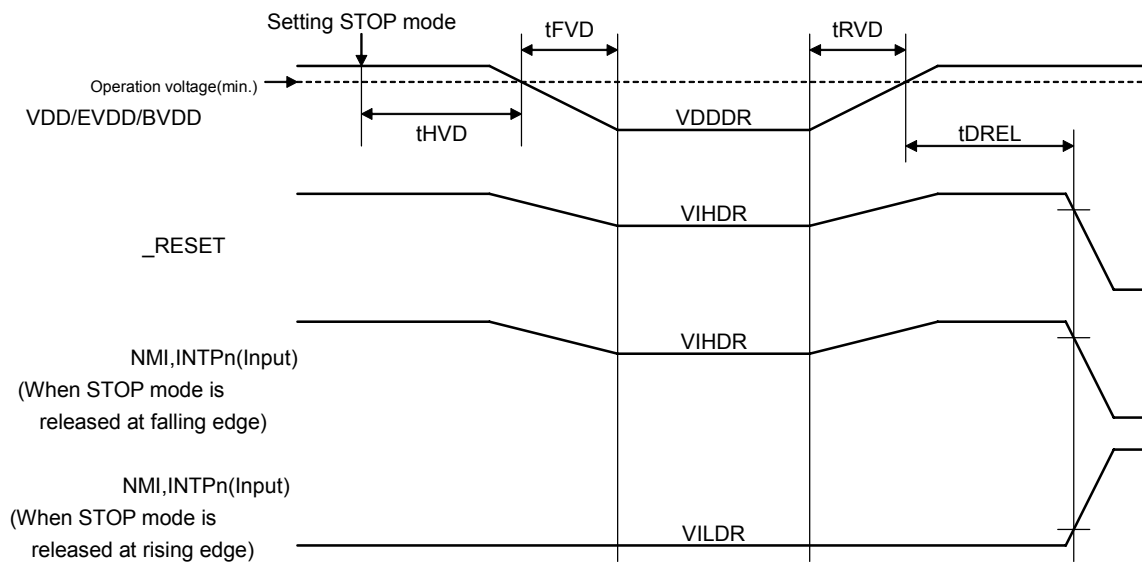 Setting STOP mode
tFVD
tRVD
Operation voltage(min.)
VDD/EVDD/BVDD
tHVD
VDDDR
tDREL
VIHDR
_RESET
VIHDR
NMI,INTPn(Input)
(When STOP mode is
released at falling edge)
NMI,INTPn(Input)
(When STOP mode is
released at rising edge)
VILDR